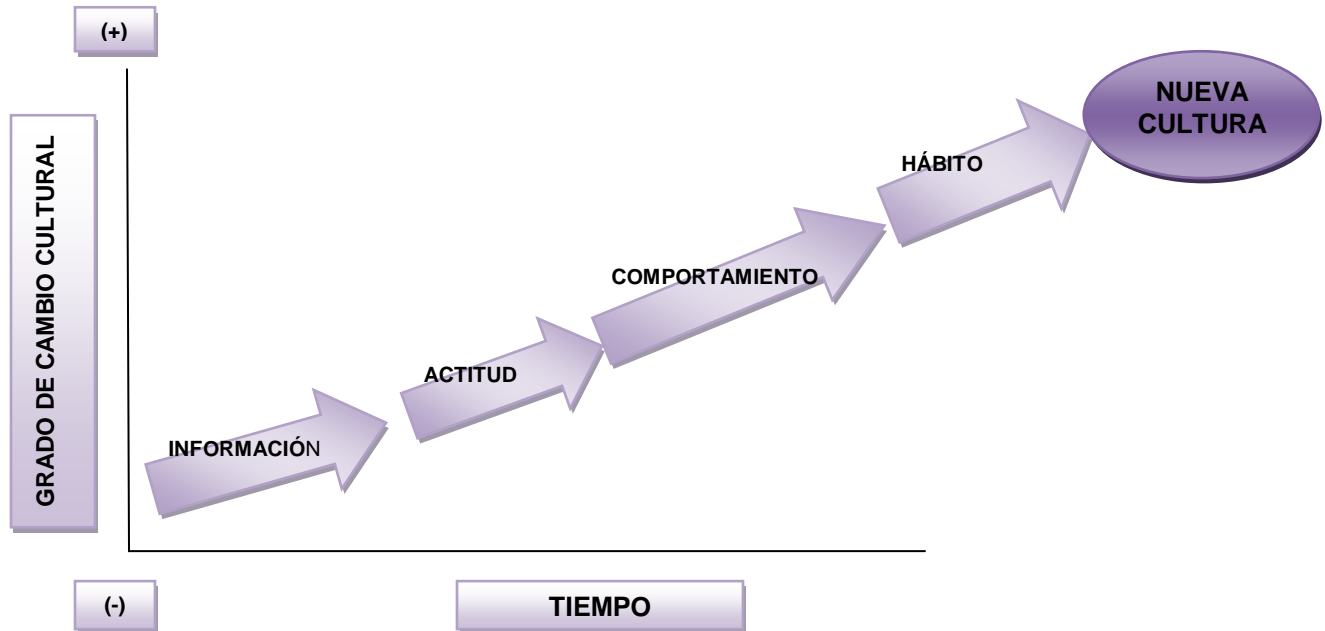 (+)
NUEVA
CULTURA
HÁBITO
COMPORTAMIENTO
ACTITUD
INFORMACIÓN
GRADO DE CAMBIO CULTURAL
(-)
TIEMPO